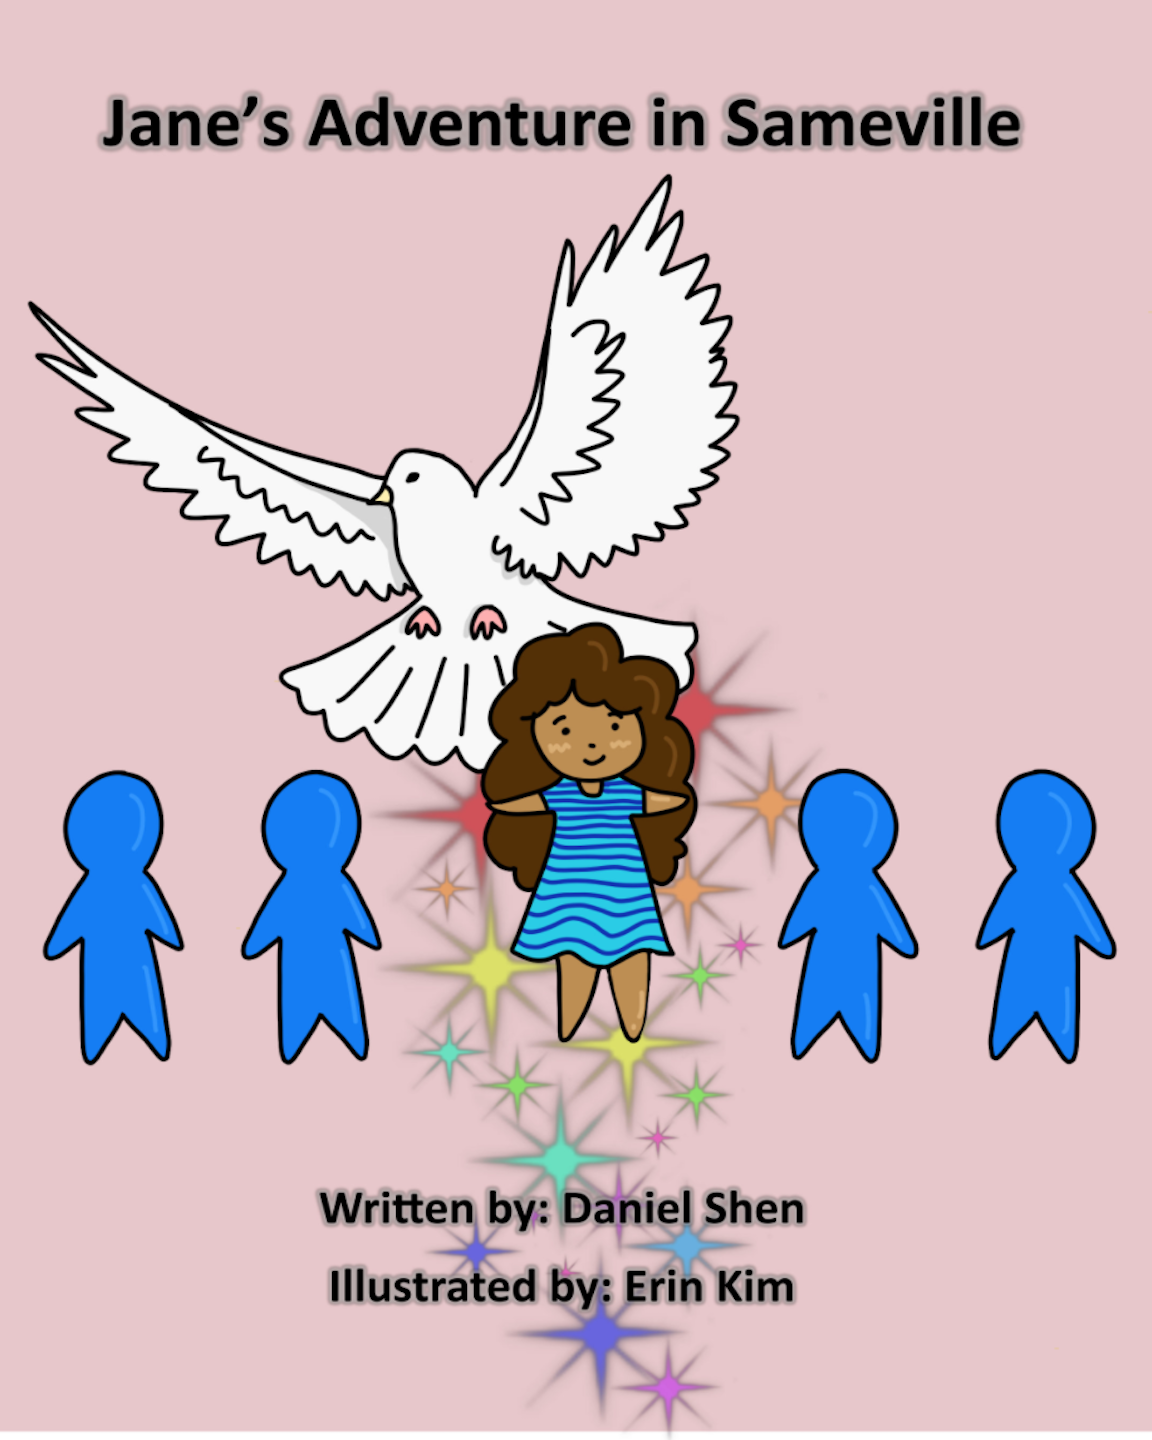 Jane’s Adventure in Sameville
Written by: Daniel Shen
Illustrated by: Erin Kim